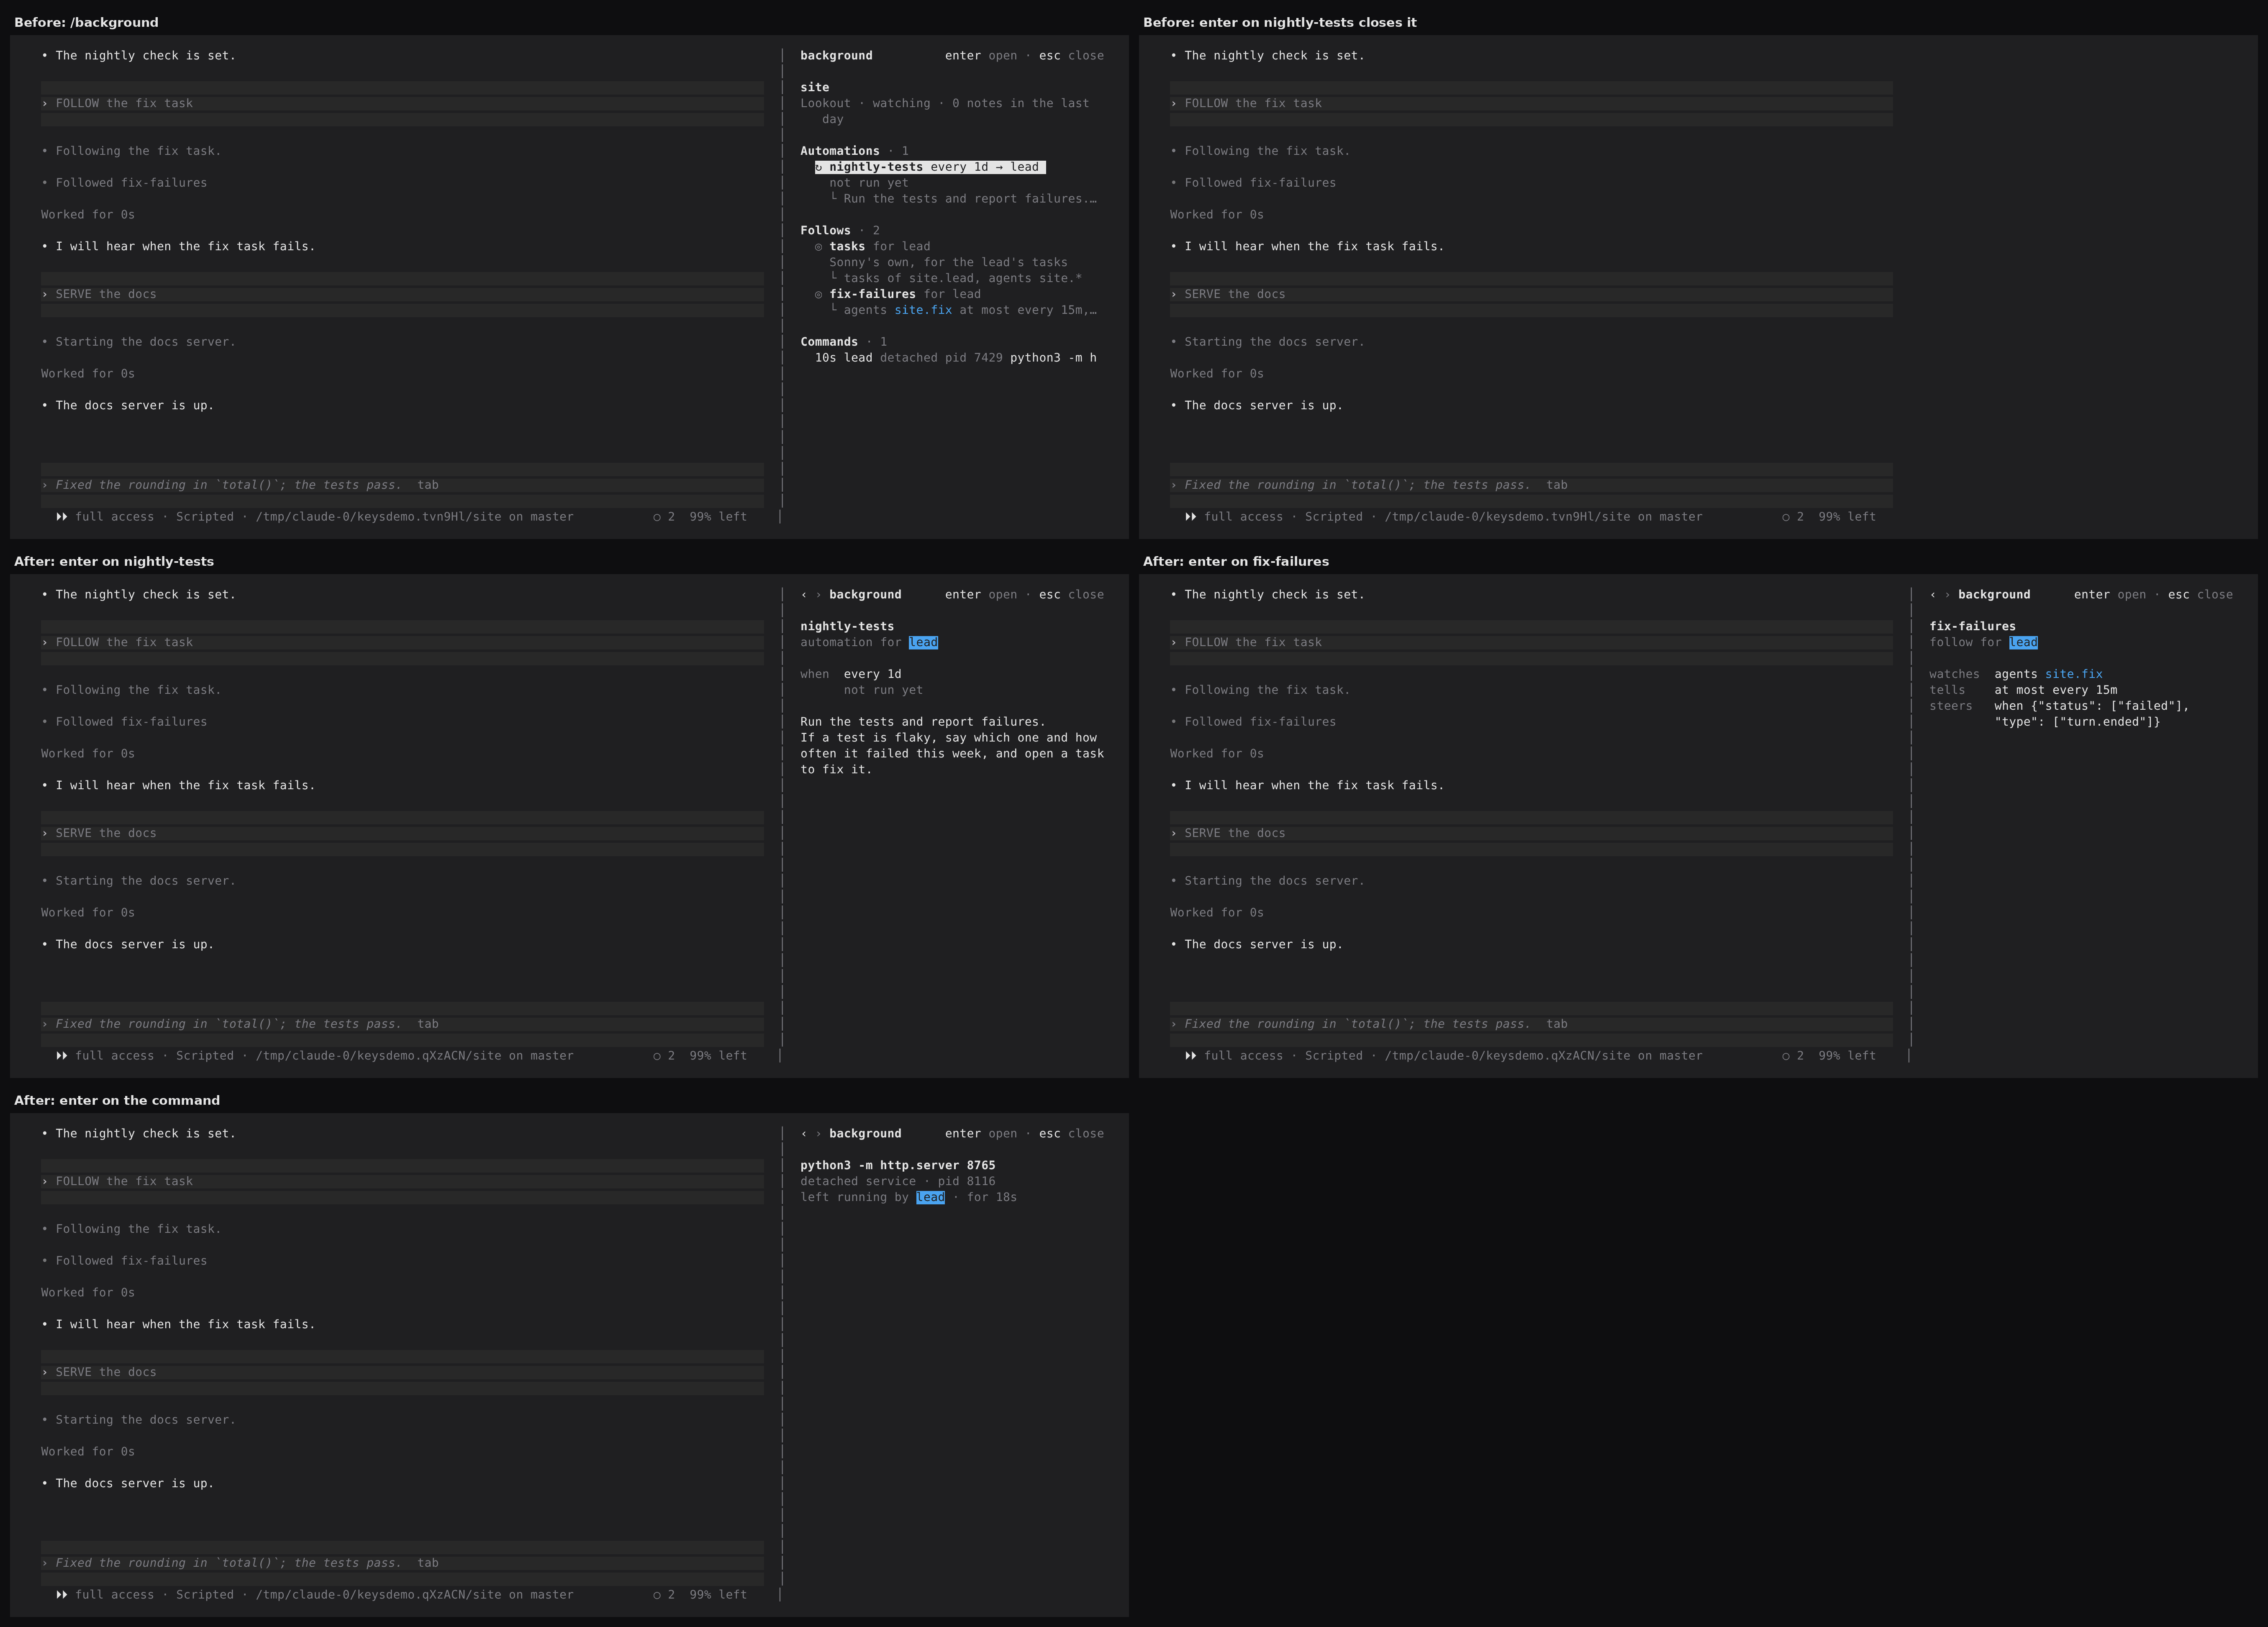 Before: /background
• The nightly check is set.
› FOLLOW the fix task
• Following the fix task.
• Followed fix-failures
Worked for 0s
• I will hear when the fix task fails.
› SERVE the docs
• Starting the docs server.
Worked for 0s
• The docs server is up.
› Fixed the rounding in `total()`; the tests pass.  tab
⏵⏵ full access · Scripted · /tmp/claude-0/keysdemo.tvn9Hl/site on master ○ 2  99% left
background enter open · esc close
site
Lookout · watching · 0 notes in the last
day
Automations · 1
↻ nightly-tests every 1d → lead
not run yet
└ Run the tests and report failures.…
Follows · 2
◎ tasks for lead
Sonny's own, for the lead's tasks
└ tasks of site.lead, agents site.*
◎ fix-failures for lead
└ agents site.fix at most every 15m,…
Commands · 1
10s lead detached pid 7429 python3 -m h
Before: enter on nightly-tests closes it
• The nightly check is set.
› FOLLOW the fix task
• Following the fix task.
• Followed fix-failures
Worked for 0s
• I will hear when the fix task fails.
› SERVE the docs
• Starting the docs server.
Worked for 0s
• The docs server is up.
› Fixed the rounding in `total()`; the tests pass.  tab
⏵⏵ full access · Scripted · /tmp/claude-0/keysdemo.tvn9Hl/site on master ○ 2  99% left
After: enter on nightly-tests
• The nightly check is set.
› FOLLOW the fix task
• Following the fix task.
• Followed fix-failures
Worked for 0s
• I will hear when the fix task fails.
› SERVE the docs
• Starting the docs server.
Worked for 0s
• The docs server is up.
› Fixed the rounding in `total()`; the tests pass.  tab
⏵⏵ full access · Scripted · /tmp/claude-0/keysdemo.qXzACN/site on master ○ 2  99% left
‹ › background enter open · esc close
nightly-tests
automation for lead
when  every 1d
not run yet
Run the tests and report failures.
If a test is flaky, say which one and how
often it failed this week, and open a task
to fix it.
After: enter on fix-failures
• The nightly check is set.
› FOLLOW the fix task
• Following the fix task.
• Followed fix-failures
Worked for 0s
• I will hear when the fix task fails.
› SERVE the docs
• Starting the docs server.
Worked for 0s
• The docs server is up.
› Fixed the rounding in `total()`; the tests pass.  tab
⏵⏵ full access · Scripted · /tmp/claude-0/keysdemo.qXzACN/site on master ○ 2  99% left
‹ › background enter open · esc close
fix-failures
follow for lead
watches  agents site.fix
tells  at most every 15m
steers  when {"status": ["failed"],
"type": ["turn.ended"]}
After: enter on the command
• The nightly check is set.
› FOLLOW the fix task
• Following the fix task.
• Followed fix-failures
Worked for 0s
• I will hear when the fix task fails.
› SERVE the docs
• Starting the docs server.
Worked for 0s
• The docs server is up.
› Fixed the rounding in `total()`; the tests pass.  tab
⏵⏵ full access · Scripted · /tmp/claude-0/keysdemo.qXzACN/site on master ○ 2  99% left
‹ › background enter open · esc close
python3 -m http.server 8765
detached service · pid 8116
left running by lead · for 18s